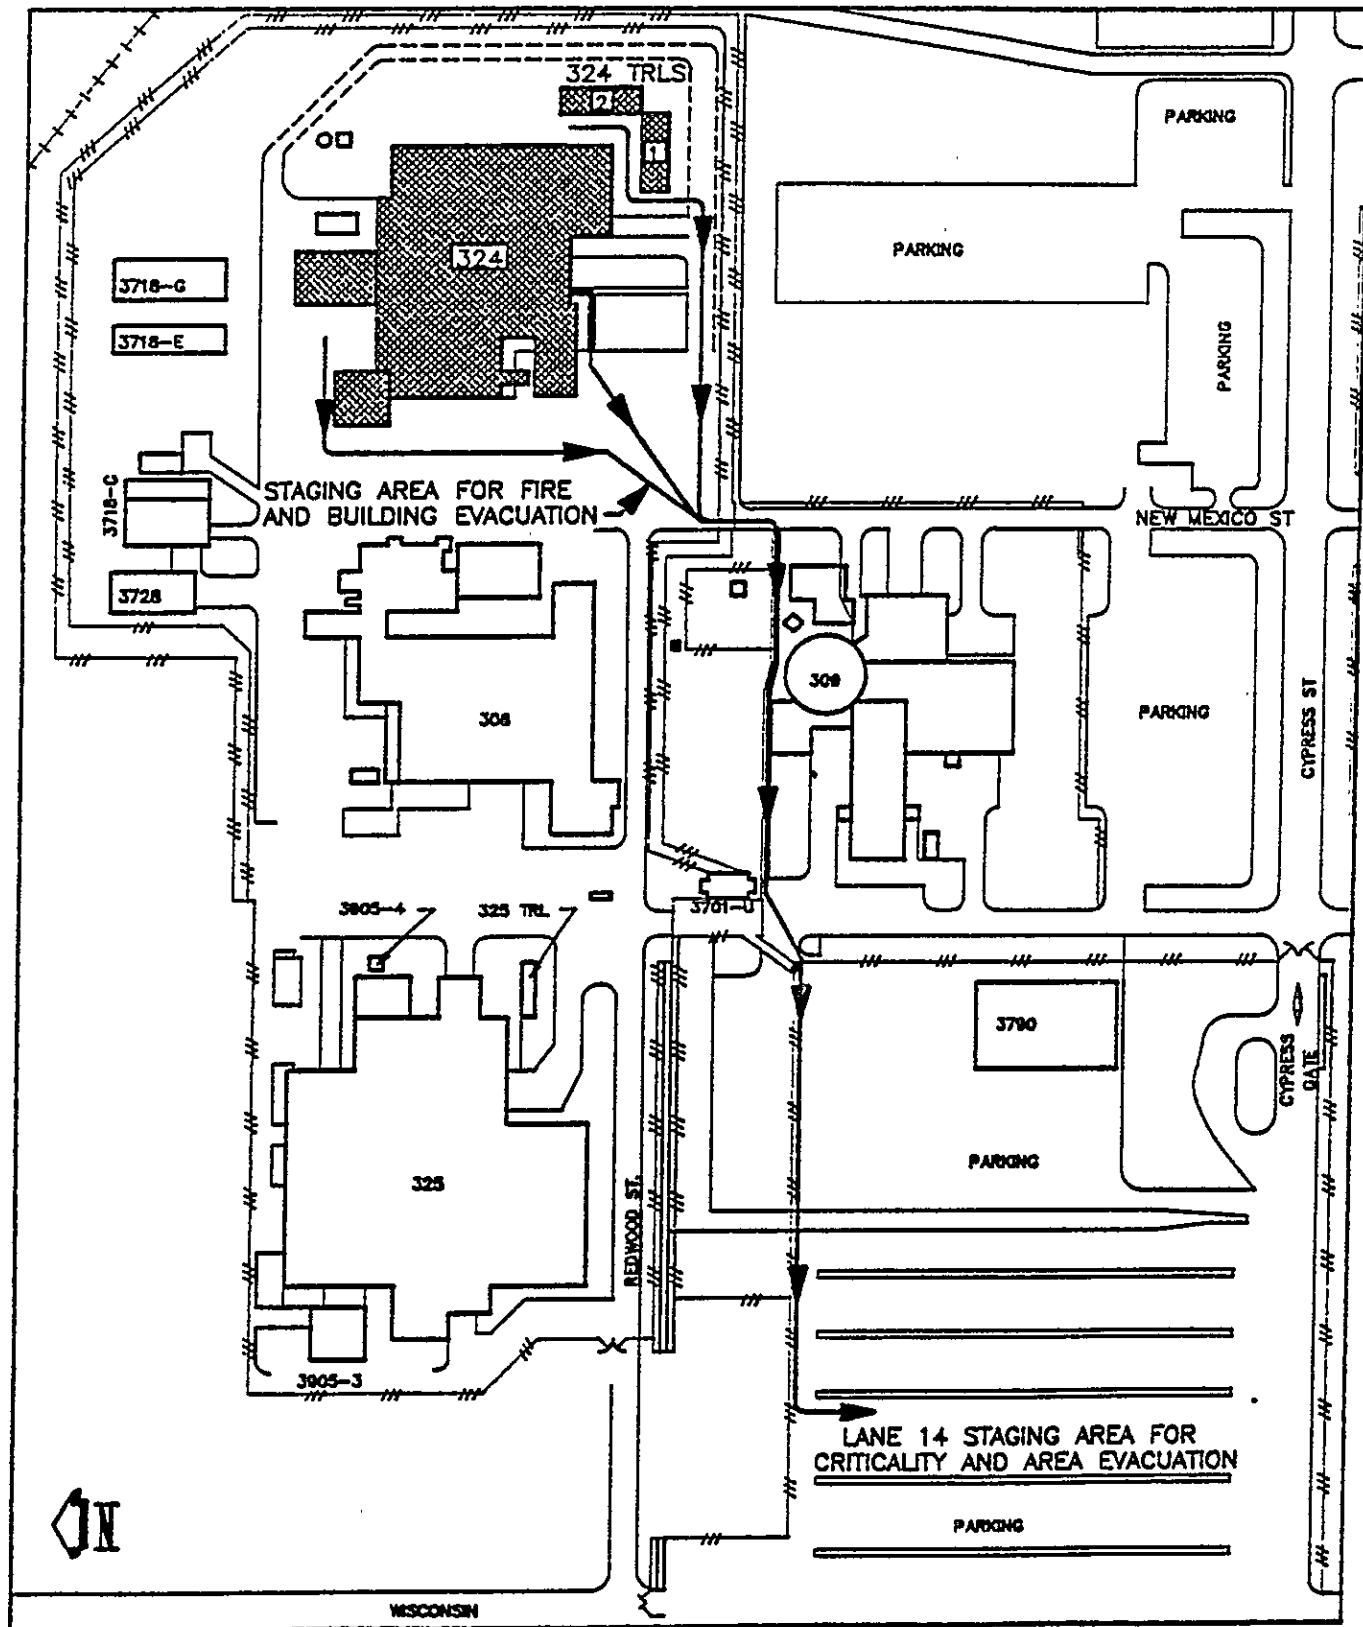 324 TRLS
2
1
PARKING
324
PARKING
3718-G
3718-E
PARKING
3718-C
STAGING AREA FOR FIRE
AND BUILDING EVACUATION
NEW MEXICO ST
3728
309
306
PARKING
CYPRESS ST
3905-4
325 TRL
3701-U
3790
CYPRESS
GATE
PARKING
325
REDWOOD ST.
3905-3
LANE 14 STAGING AREA FOR
CRITICALITY AND AREA EVACUATION
N
PARKING
WISCONSIN